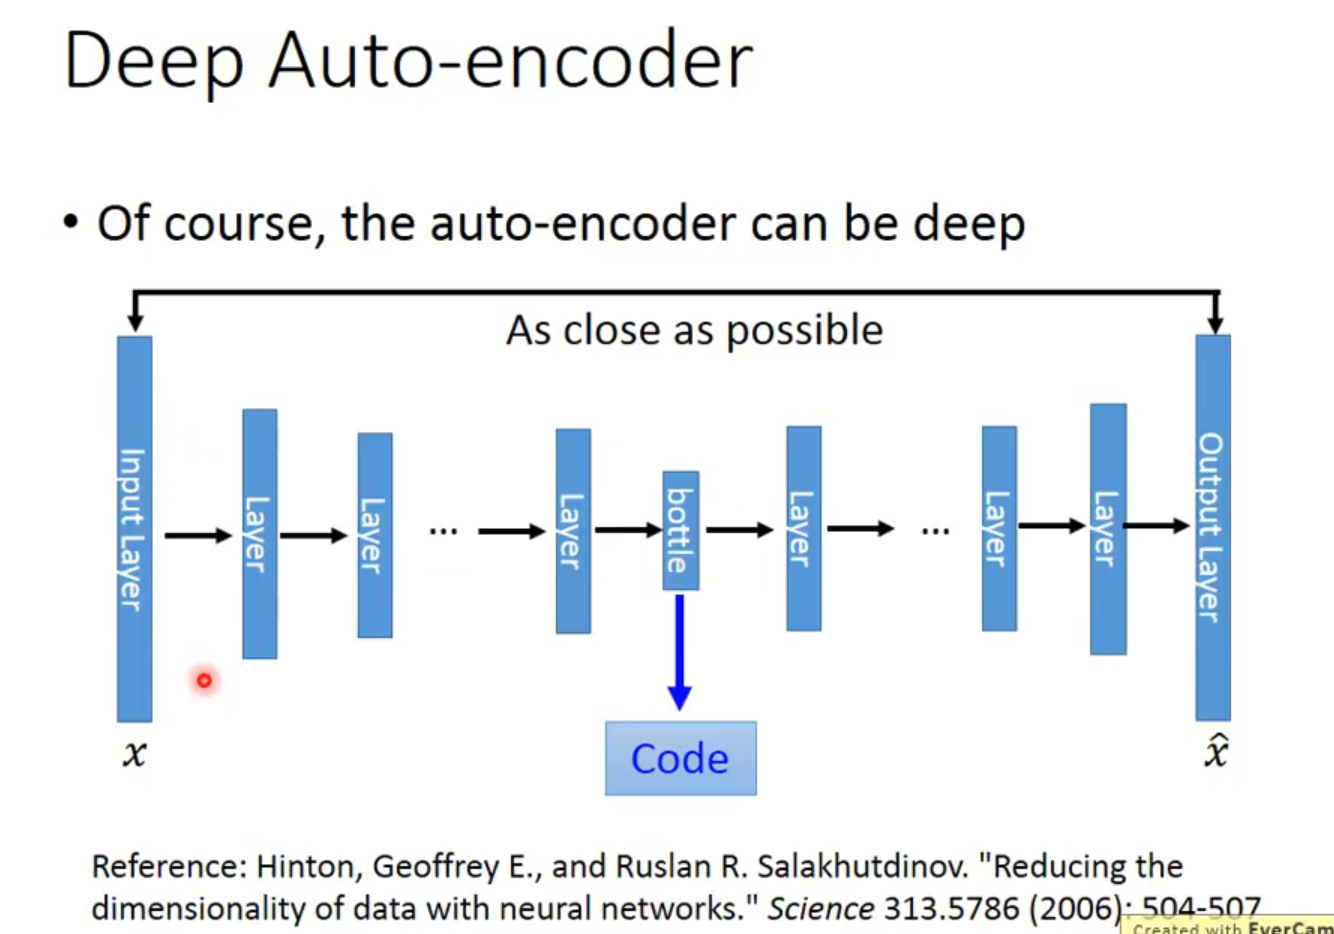 Deep Auto-encoder
• Of course, the auto-encoder can be deep
As close as possible
Input Layer
Layer
Layer
...
Layer
bottle
Layer
...
Layer
Layer
Output Layer
x
Code
x̂
Reference: Hinton, Geoffrey E., and Ruslan R. Salakhutdinov. "Reducing the
dimensionality of data with neural networks." Science 313.5786 (2006): 504-507
Created with EverCam